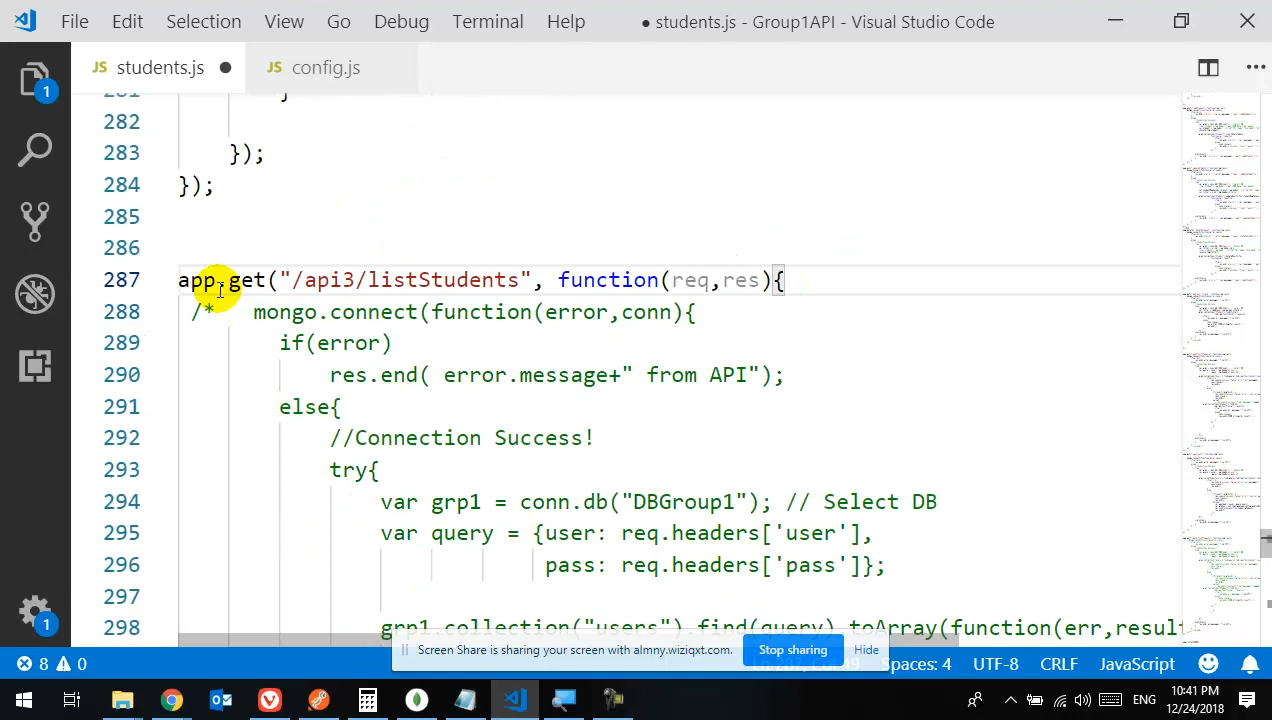 File Edit Selection View Go Debug Terminal Help ● students.js - Group1API - Visual Studio Code
JS students.js ● JS config.js
1
282
283 });
284 });
285
286
287 app.get("/api3/listStudents", function(req,res){
288 /* mongo.connect(function(error,conn){
289 if(error)
290 res.end( error.message+" from API");
291 else{
292 //Connection Success!
293 try{
294 var grp1 = conn.db("DBGroup1"); // Select DB
295 var query = {user: req.headers['user'],
296 pass: req.headers['pass']};
297
298 grp1.collection("users").find(query).toArray(function(err,result
Screen Share is sharing your screen with almny.wiziqxt.com. Stop sharing Hide
1
8 0 Spaces: 4 UTF-8 CRLF JavaScript
ENG 10:41 PM
12/24/2018